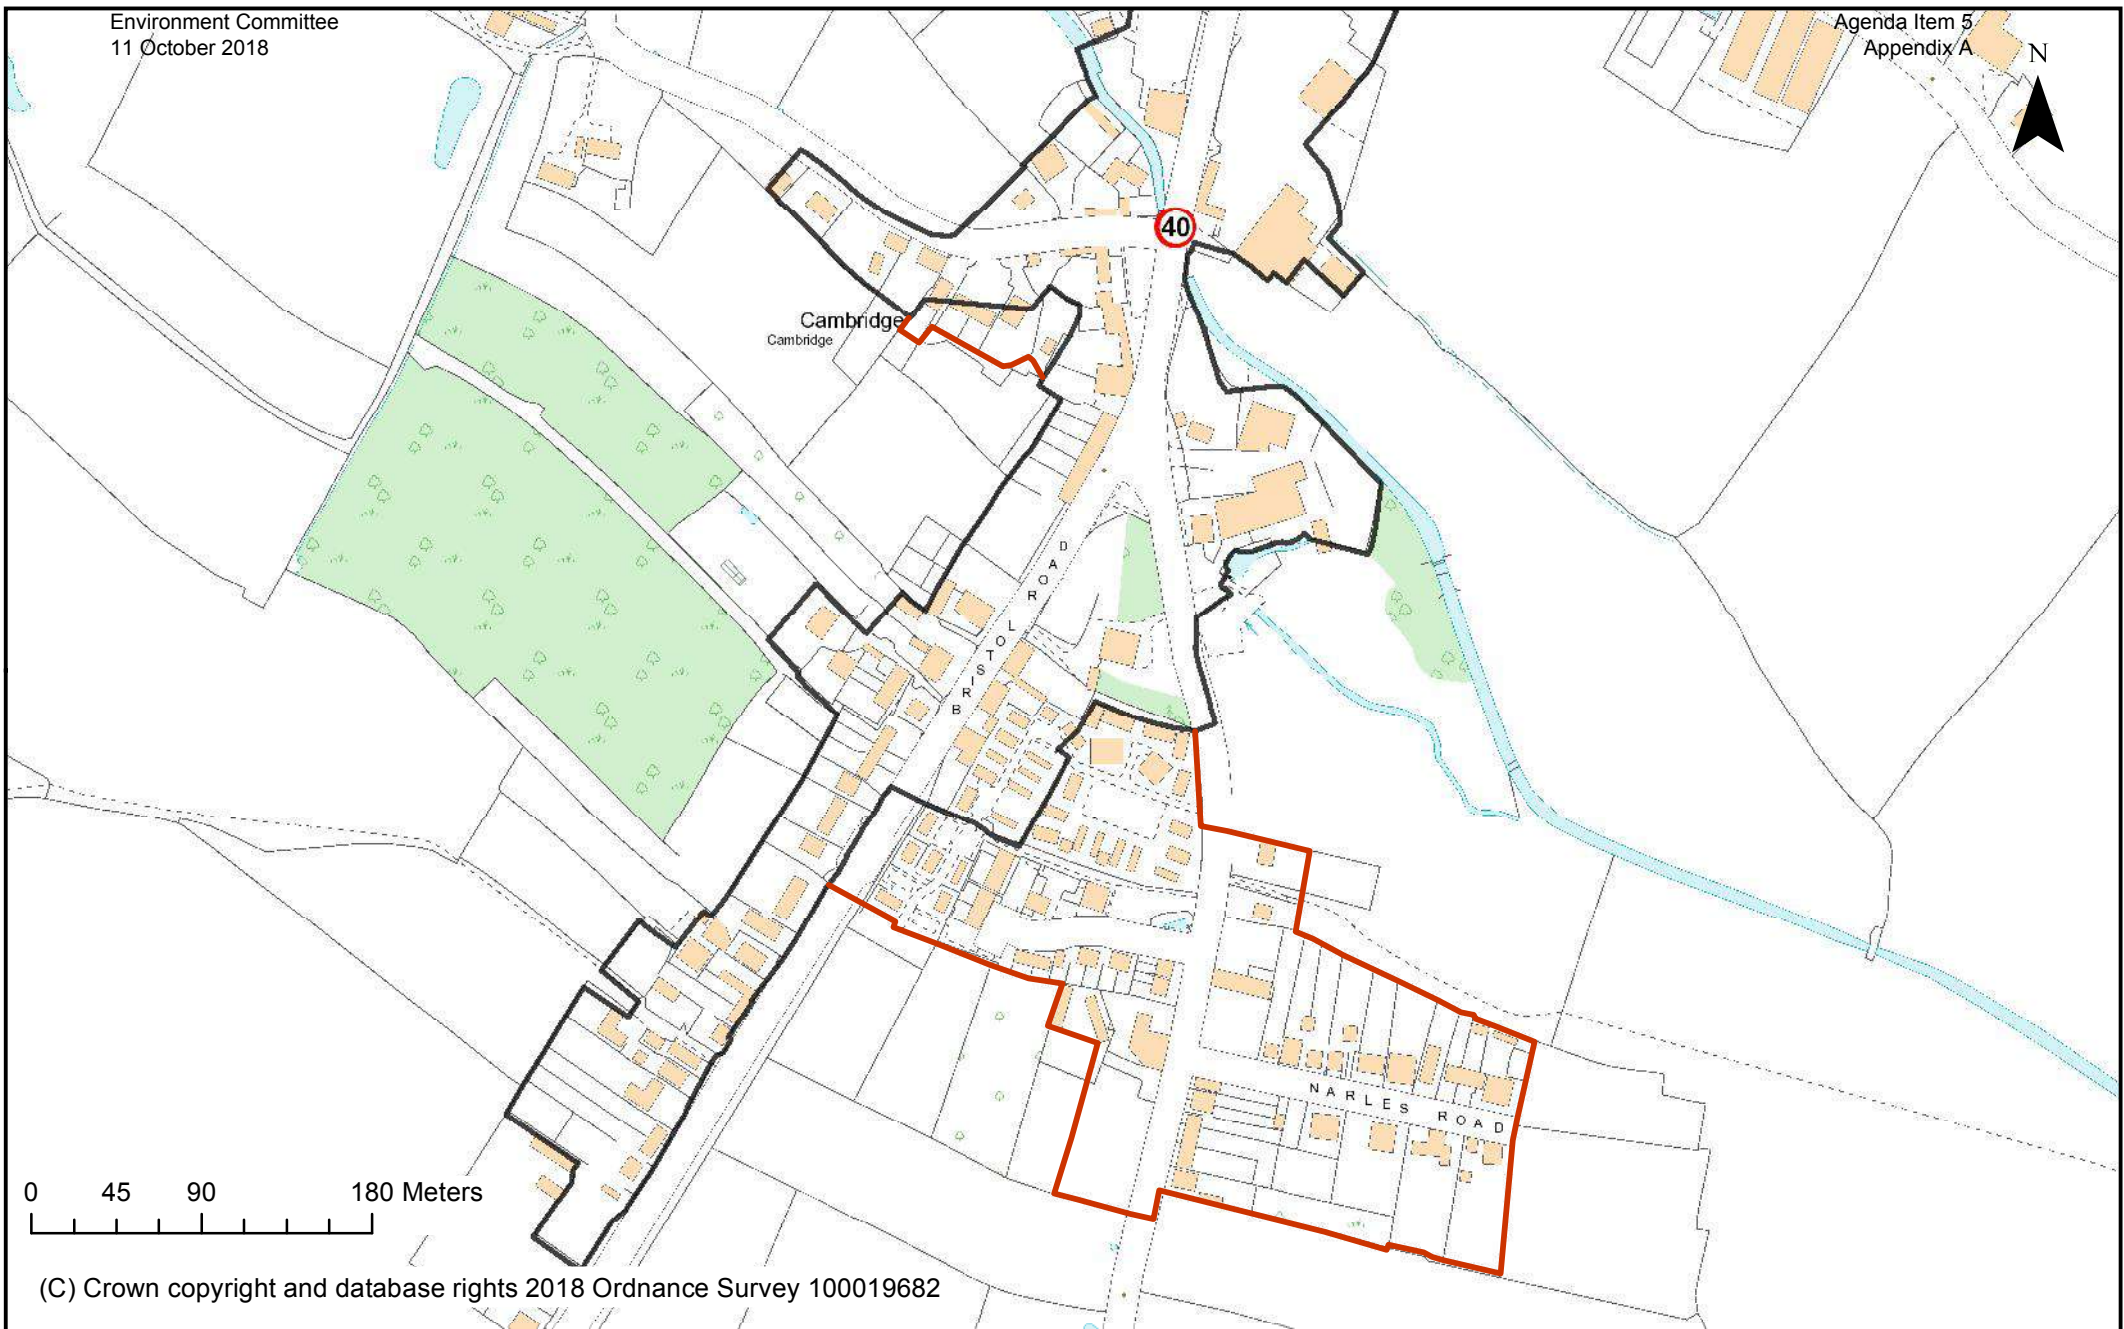 Environment Committee
11 October 2018
Agenda Item 5
Appendix A
N
40
Cambridge
Cambridge
BRISTOL ROAD
NARLES ROAD
0 45 90 180 Meters
(C) Crown copyright and database rights 2018 Ordnance Survey 100019682